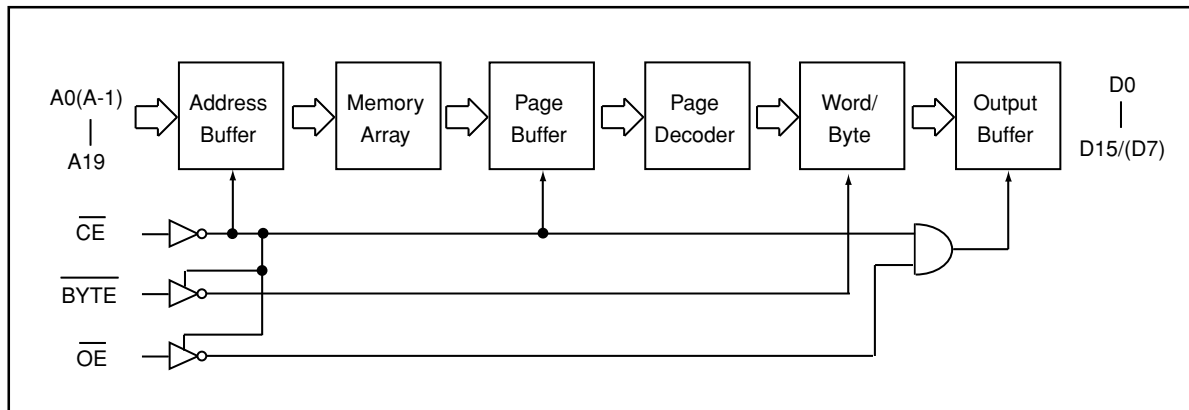 A0(A-1)
A19
Address
Buffer
Memory
Array
Page
Buffer
Page
Decoder
Word/
Byte
Output
Buffer
D0
D15/(D7)
CE
BYTE
OE